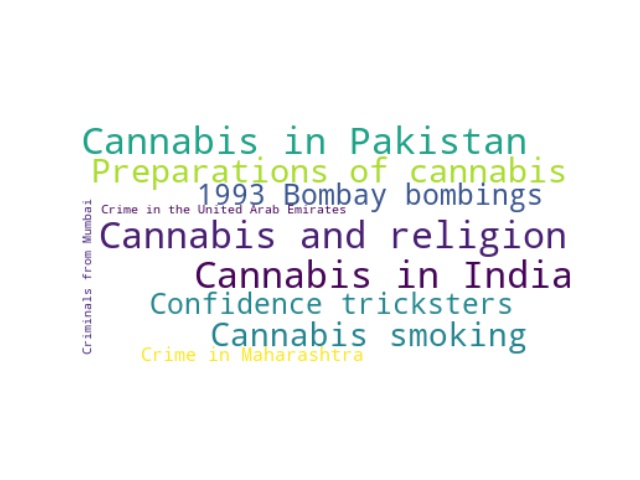 Cannabis in Pakistan
Preparations of cannabis
1993 Bombay bombings
Crime in the United Arab Emirates
Criminals from Mumbai
Cannabis and religion
Cannabis in India
Confidence tricksters
Cannabis smoking
Crime in Maharashtra